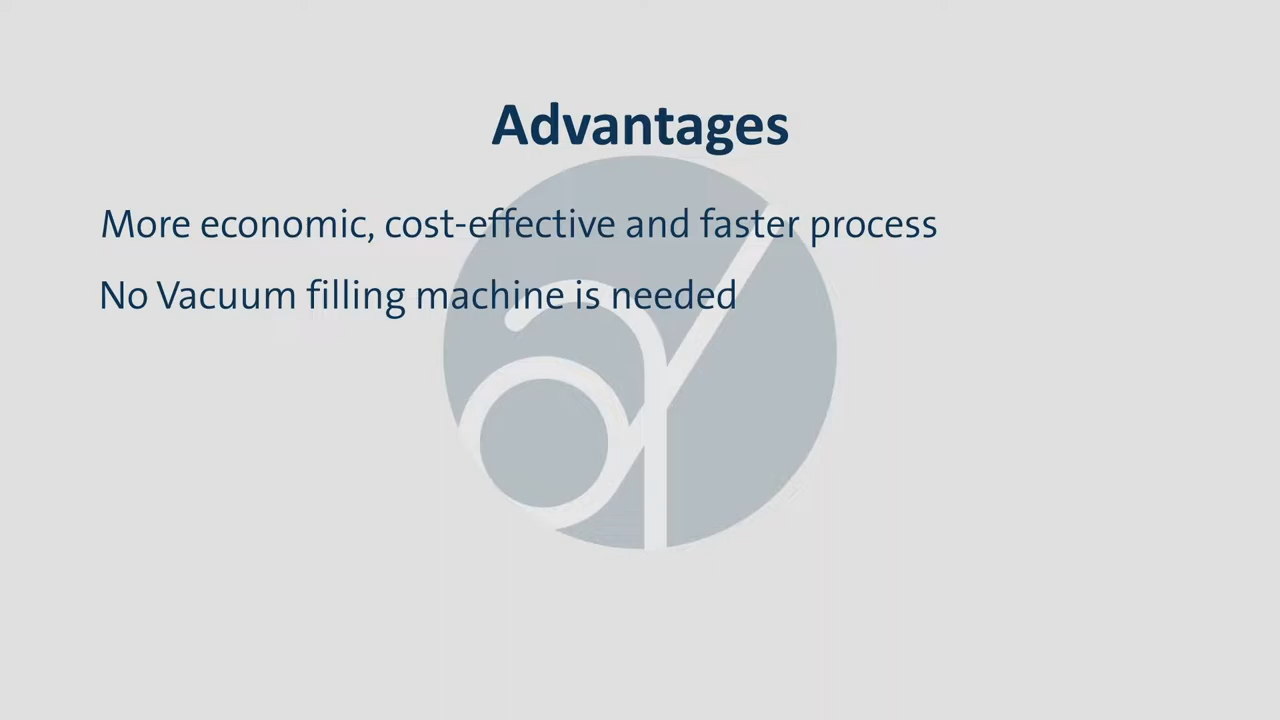 Advantages
More economic, cost-effective and faster process
No Vacuum filling machine is needed